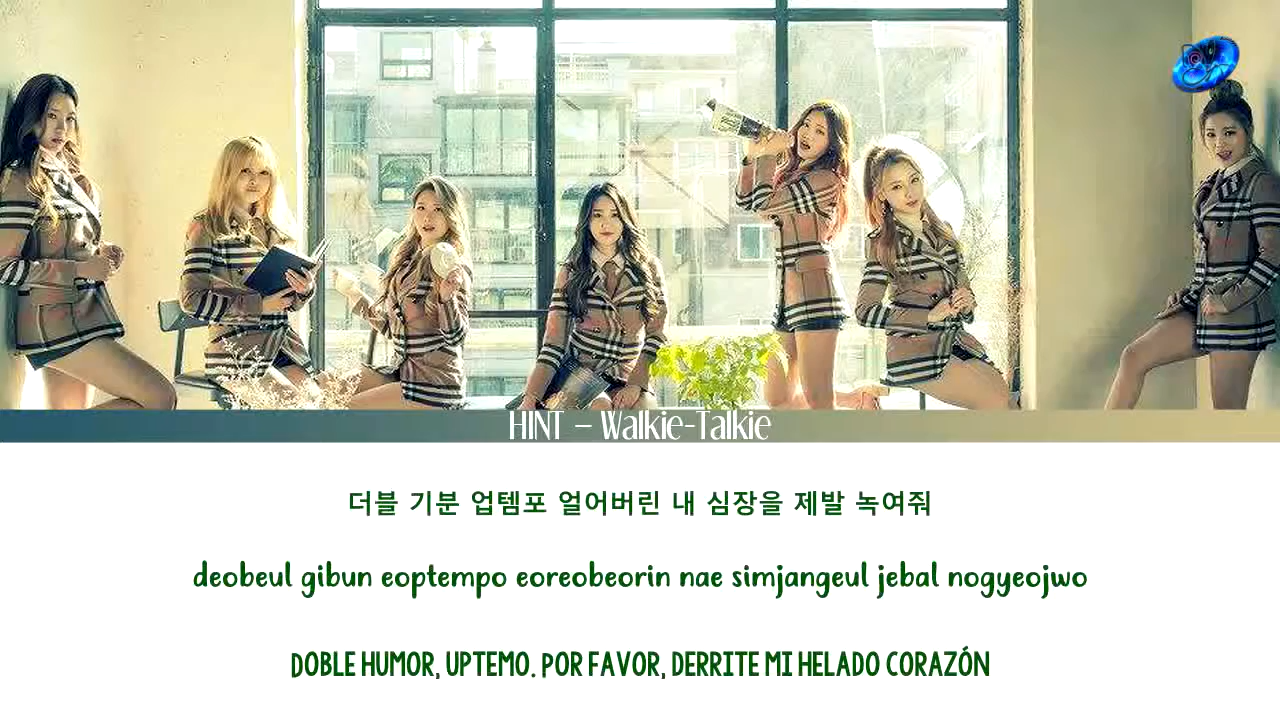 HINT – Walkie-Talkie
더블 기분 업템포 얼어버린 내 심장을 제발 녹여줘
deobeul gibun eoptempo eoreobeorin nae simjangeul jebal nogyeojwo
DOBLE HUMOR, UPTEMO. POR FAVOR, DERRITE MI HELADO CORAZÓN